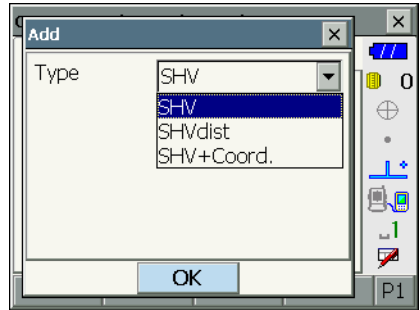 Add
Type SHV
SHV
SHVdist
SHV+Coord.
0
1
OK
P1